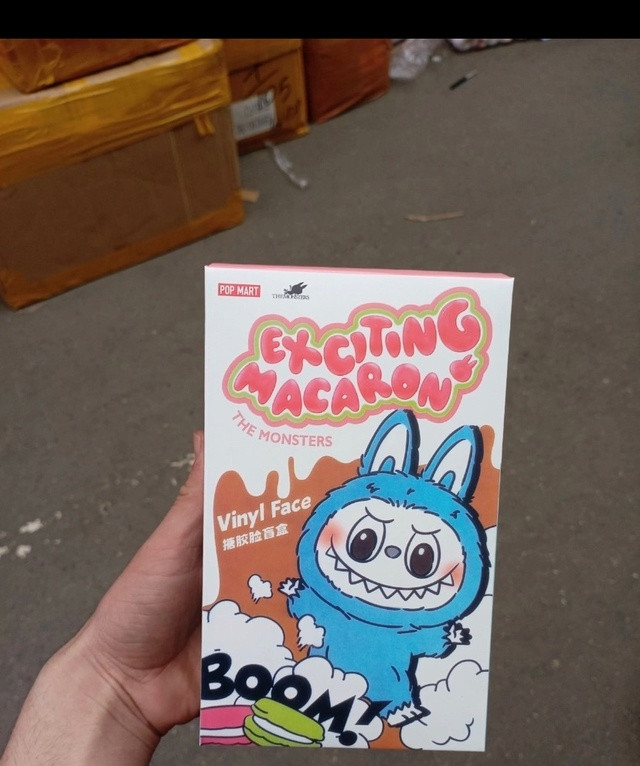 POP MART
THE MONSTERS
EXCITING
MACARON
THE MONSTERS
Vinyl Face
搪胶脸盲盒
BOOM!